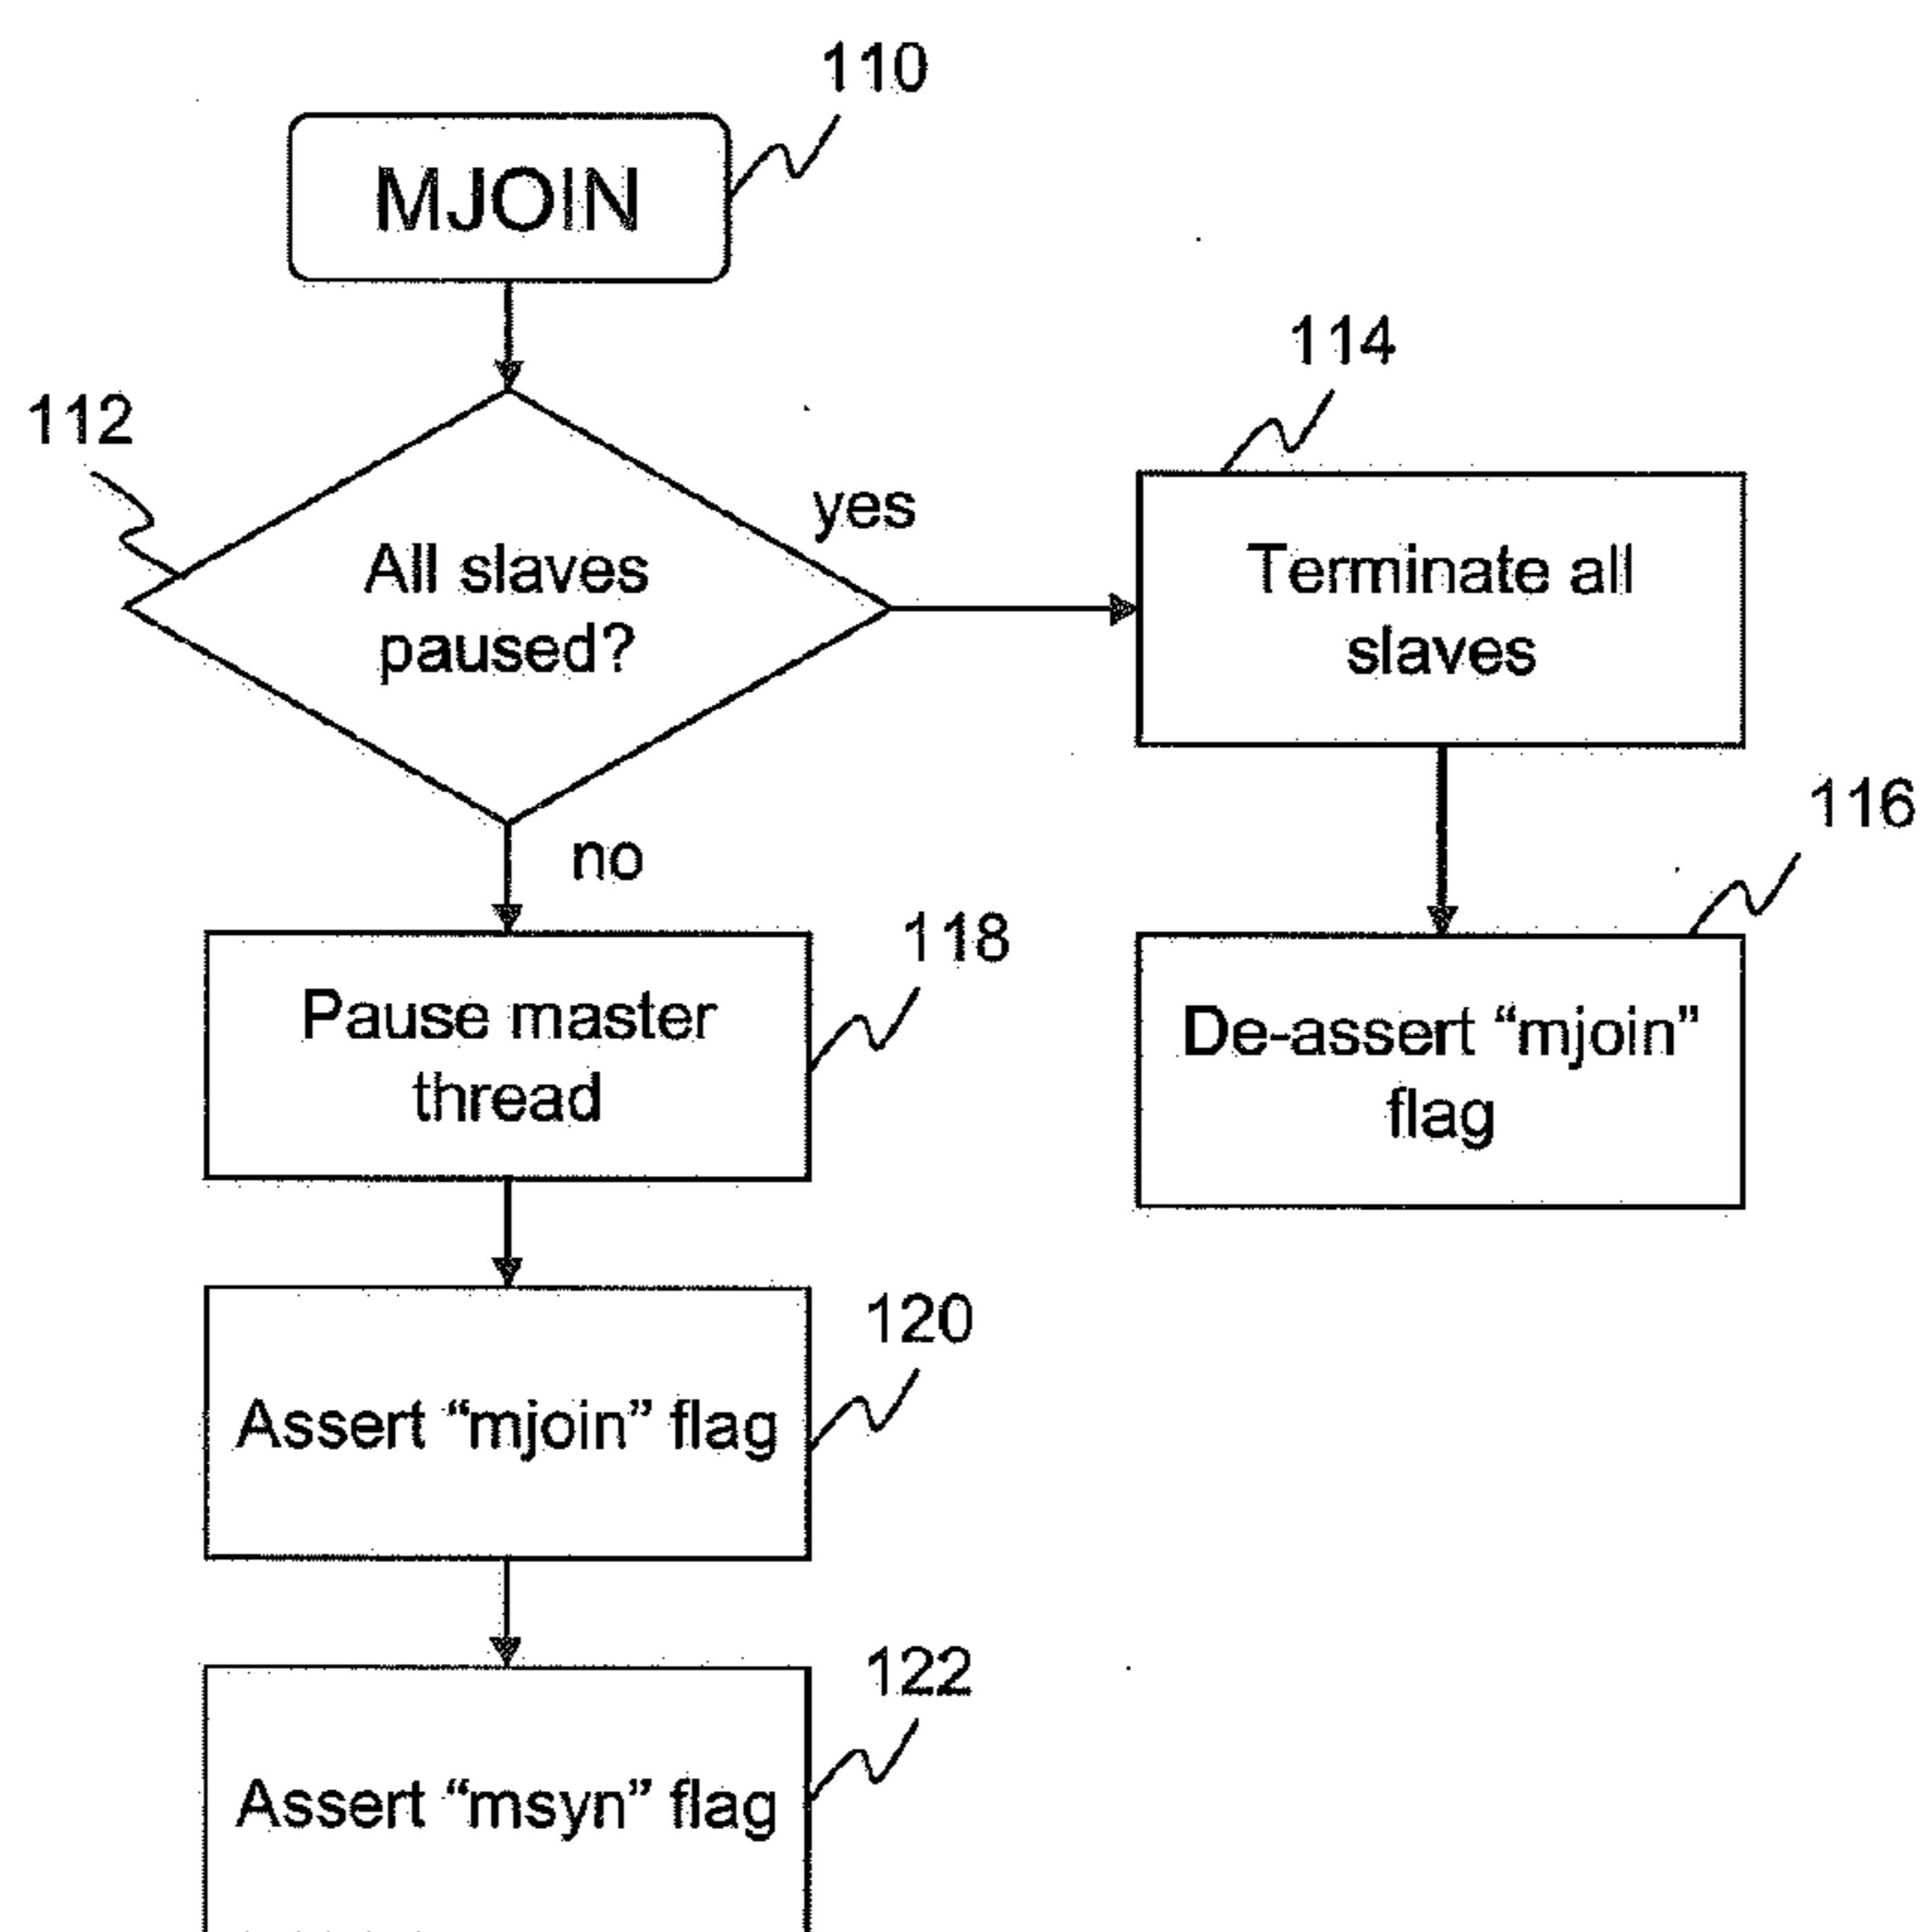 110
MJOIN
112
All slaves
paused?
yes
114
Terminate all
slaves
116
De-assert “mjoin”
flag
no
118
Pause master
thread
120
Assert “mjoin” flag
122
Assert “msyn” flag